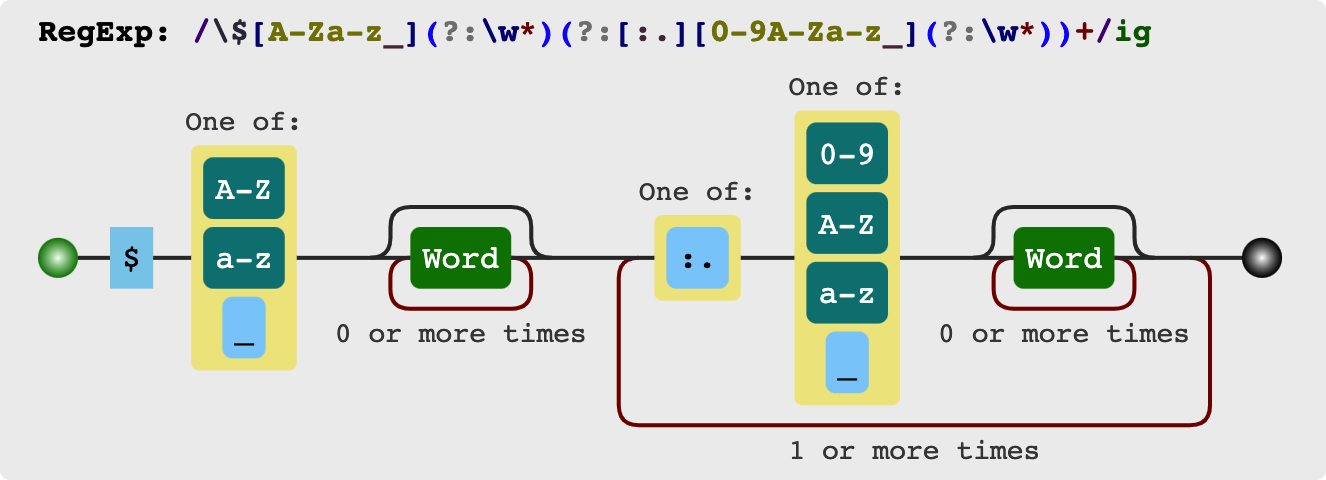 RegExp: /\$[A-Za-z_](?:\w*)(?:[:.][0-9A-Za-z_](?:\w*))+/ig
One of:
One of:
0-9
One of:
A-Z
A-Z
$
a-z
Word
:.
a-z
Word
_
0 or more times
_
0 or more times
1 or more times